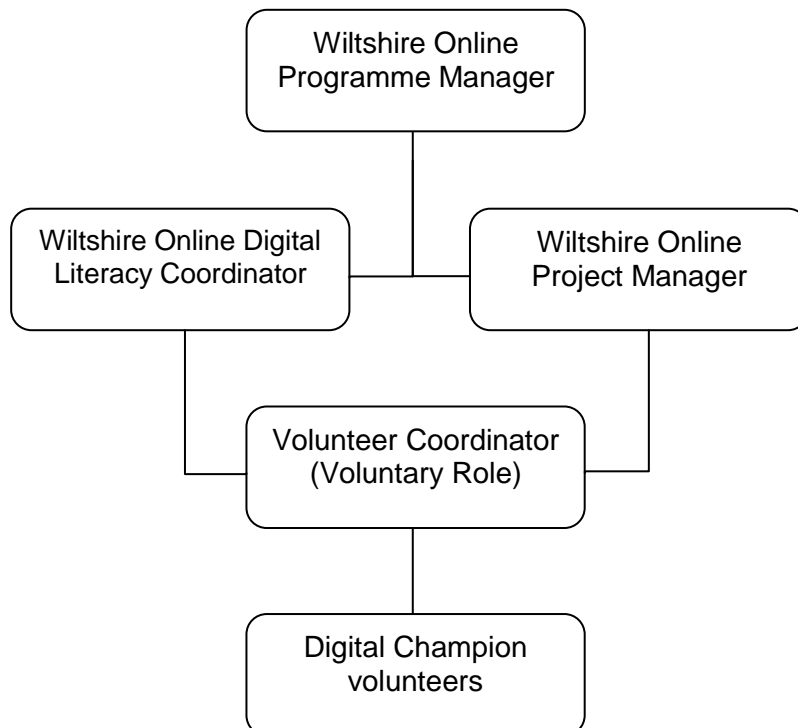 Wiltshire Online
Programme Manager
Wiltshire Online Digital
Literacy Coordinator
Wiltshire Online
Project Manager
Volunteer Coordinator
(Voluntary Role)
Digital Champion
volunteers